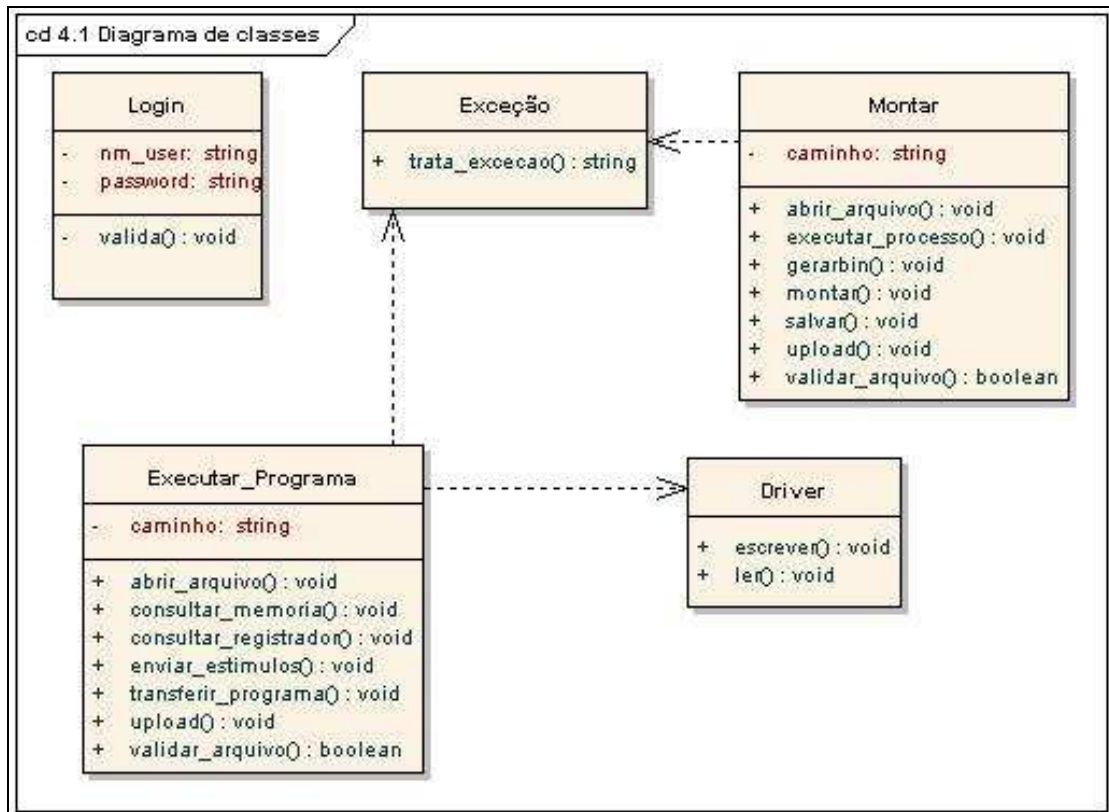 cd 4.1 Diagrama de classes
Login
- nm_user: string
- password: string
- valida() : void
Exceção
+ trata_excecao() : string
Montar
- caminho: string
+ abrir_arquivo() : void
+ executar_processo() : void
+ gerarbin() : void
+ montar() : void
+ salvar() : void
+ upload() : void
+ validar_arquivo() : boolean
Executar_Programa
- caminho: string
+ abrir_arquivo() : void
+ consultar_memoria() : void
+ consultar_registrador() : void
+ enviar_estimulos() : void
+ transferir_programa() : void
+ upload() : void
+ validar_arquivo() : boolean
Driver
+ escrever() : void
+ ler() : void